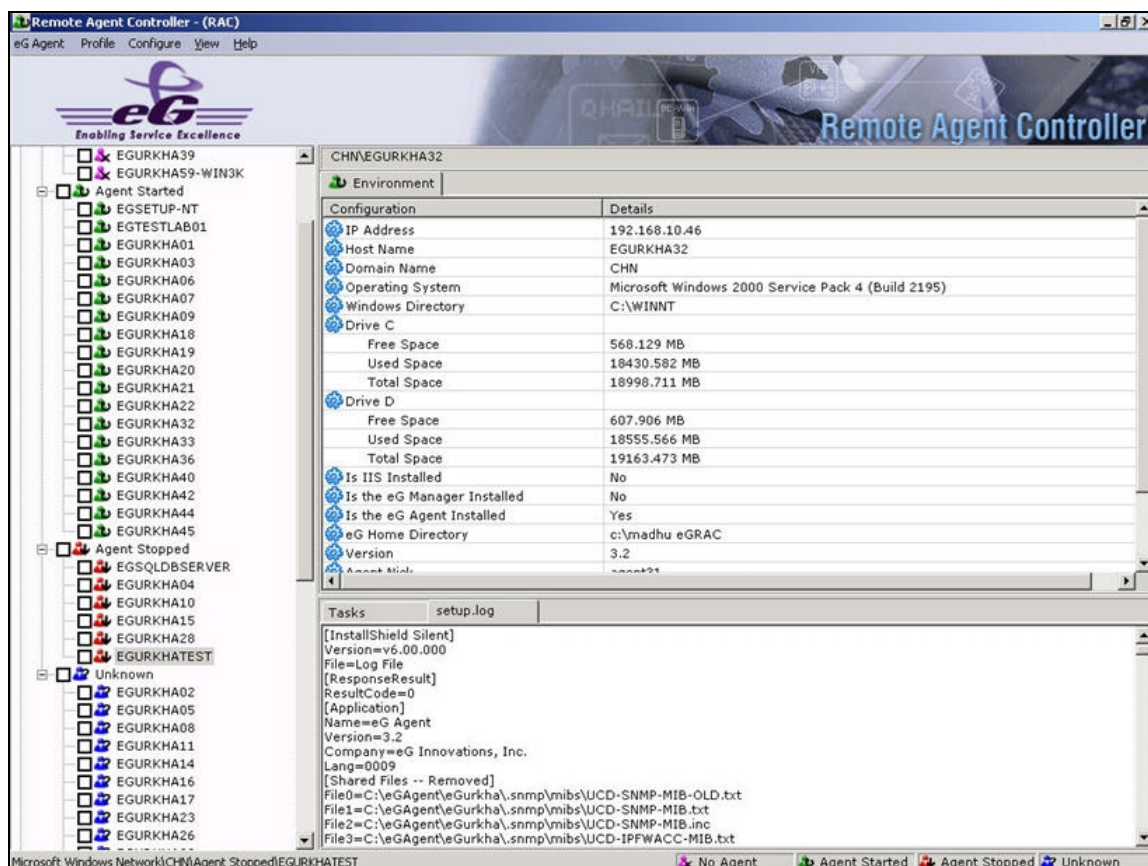 Remote Agent Controller - (RAC)
eG Agent Profile Configure View Help
eG
Enabling Service Excellence
QMAIL
Remote Agent Controller
EGURKHA39
EGURKHA59-WIN3K
Agent Started
EGSETUP-NT
EGTESTLAB01
EGURKHA01
EGURKHA03
EGURKHA06
EGURKHA07
EGURKHA09
EGURKHA18
EGURKHA19
EGURKHA20
EGURKHA21
EGURKHA22
EGURKHA32
EGURKHA33
EGURKHA36
EGURKHA40
EGURKHA42
EGURKHA44
EGURKHA45
Agent Stopped
EGSQLDBSERVER
EGURKHA04
EGURKHA10
EGURKHA15
EGURKHA28
EGURKHATEST
Unknown
EGURKHA02
EGURKHA05
EGURKHA08
EGURKHA11
EGURKHA14
EGURKHA16
EGURKHA17
EGURKHA23
EGURKHA26
CHN\EGURKHA32
Environment
Configuration Details
IP Address 192.168.10.46
Host Name EGURKHA32
Domain Name CHN
Operating System Microsoft Windows 2000 Service Pack 4 (Build 2195)
Windows Directory C:\WINNT
Drive C
Free Space 568.129 MB
Used Space 18430.582 MB
Total Space 18998.711 MB
Drive D
Free Space 607.906 MB
Used Space 18555.566 MB
Total Space 19163.473 MB
Is IIS Installed No
Is the eG Manager Installed No
Is the eG Agent Installed Yes
eG Home Directory c:\madhu eGRAC
Version 3.2
Agent Nick agent31
Tasks setup.log
[InstallShield Silent]
Version=v6.00.000
File=Log File
[ResponseResult]
ResultCode=0
[Application]
Name=eG Agent
Version=3.2
Company=eG Innovations, Inc.
Lang=0009
[Shared Files -- Removed]
File0=C:\eGAgent\eGurkha\.snmp\mibs\UCD-SNMP-MIB-OLD.txt
File1=C:\eGAgent\eGurkha\.snmp\mibs\UCD-SNMP-MIB.txt
File2=C:\eGAgent\eGurkha\.snmp\mibs\UCD-SNMP-MIB.inc
File3=C:\eGAgent\eGurkha\.snmp\mibs\UCD-IPFWACC-MIB.txt
Microsoft Windows Network\CHN\Agent Stopped\EGURKHATEST No Agent Agent Started Agent Stopped Unknown